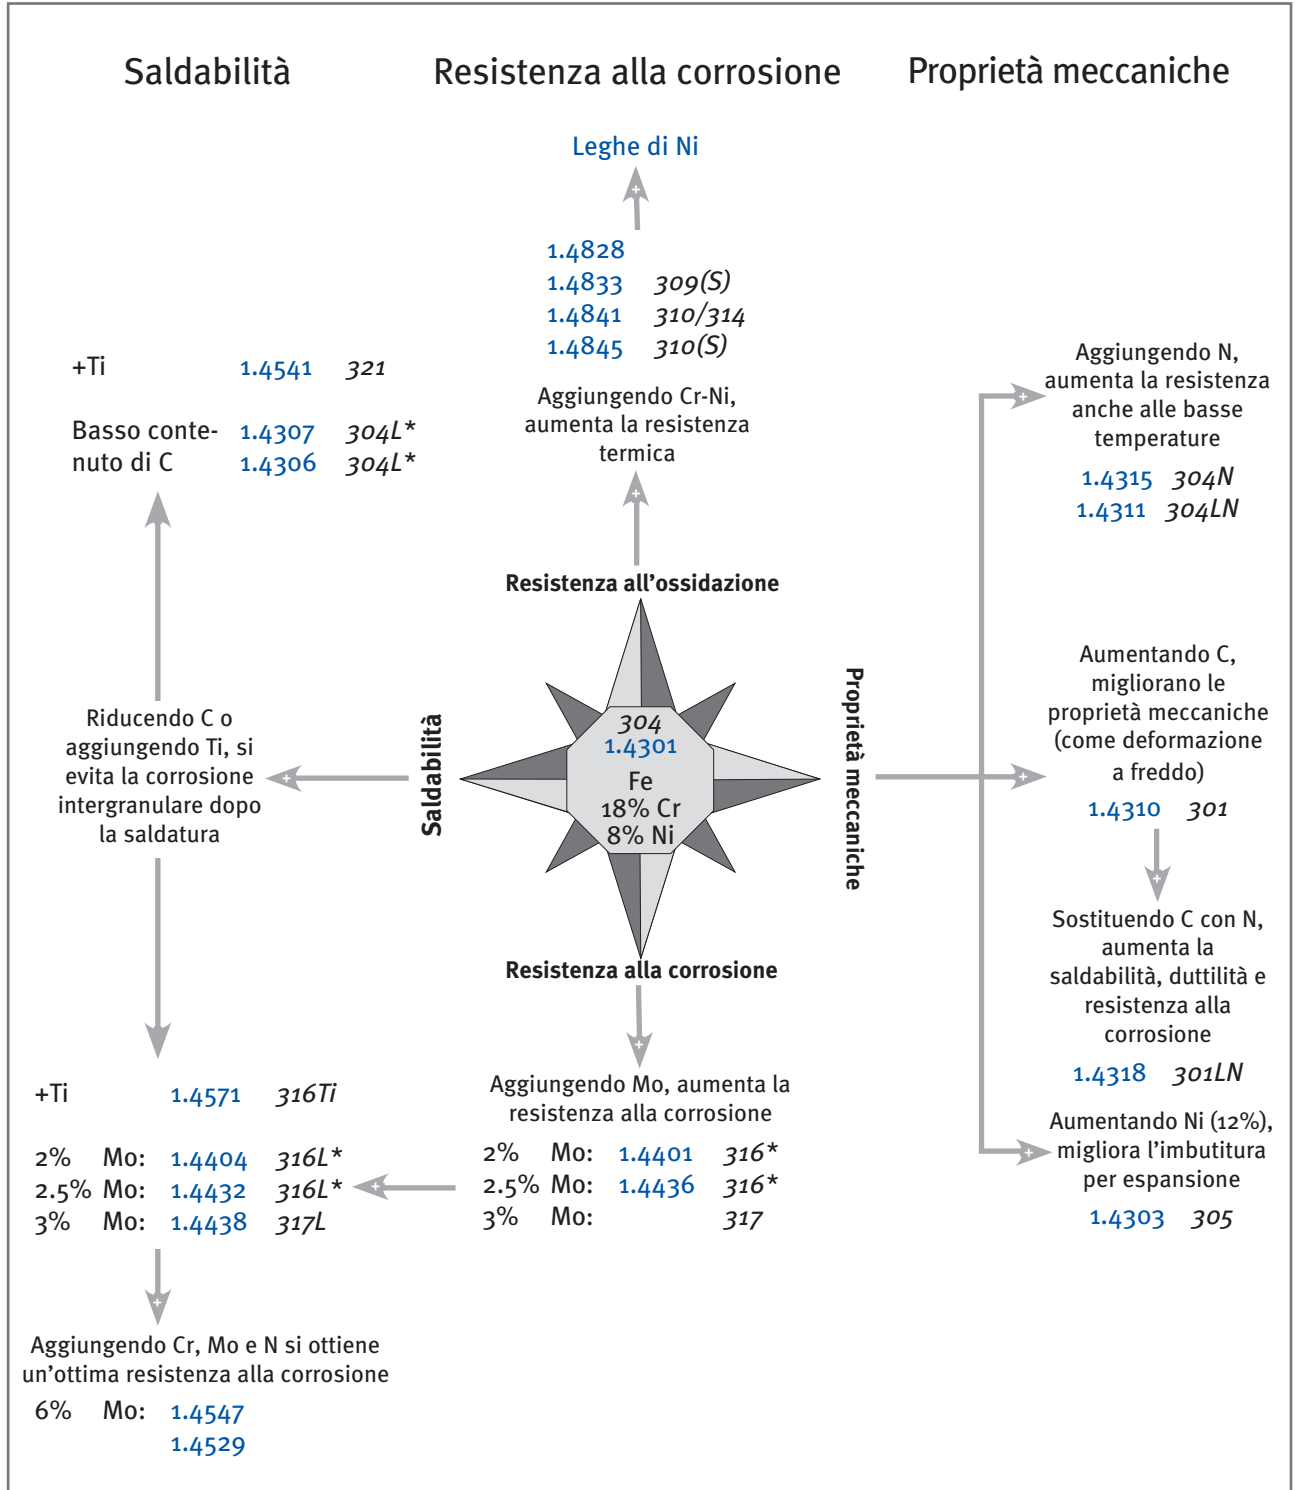 Saldabilità
Resistenza alla corrosione
Proprietà meccaniche
Leghe di Ni
1.4828
1.4833 309(S)
1.4841 310/314
1.4845 310(S)
Aggiungendo Cr-Ni,
aumenta la resistenza
termica
+
+
Resistenza all'ossidazione
+Ti 1.4541 321
Basso conte- 1.4307 304L*
nuto di C 1.4306 304L*
Riducendo C o
aggiungendo Ti, si
evita la corrosione
intergranulare dopo
la saldatura
+
Saldabilità
304
1.4301
Fe
18% Cr
8% Ni
Proprietà meccaniche
Resistenza alla corrosione
+
Aggiungendo Mo, aumenta la
resistenza alla corrosione
2% Mo: 1.4401 316*
2.5% Mo: 1.4436 316*
3% Mo: 317
+
+Ti 1.4571 316Ti
2% Mo: 1.4404 316L*
2.5% Mo: 1.4432 316L*
3% Mo: 1.4438 317L
+
Aggiungendo Cr, Mo e N si ottiene
un'ottima resistenza alla corrosione
6% Mo: 1.4547
1.4529
+
Aggiungendo N,
aumenta la resistenza
anche alle basse
temperature
1.4315 304N
1.4311 304LN
+
Aumentando C,
migliorano le
proprietà meccaniche
(come deformazione
a freddo)
1.4310 301
+
Sostituendo C con N,
aumenta la
saldabilità, duttilità e
resistenza alla
corrosione
1.4318 301LN
+
Aumentando Ni (12%),
migliora l'imbutitura
per espansione
1.4303 305